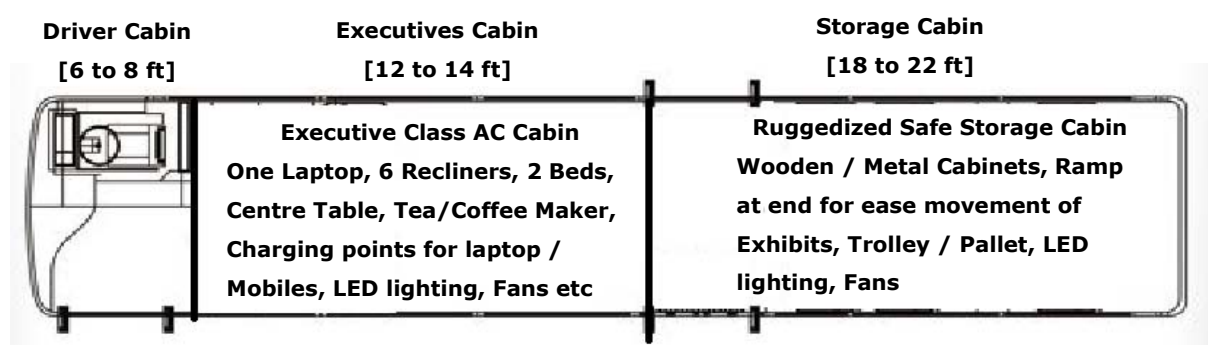 Driver Cabin
[6 to 8 ft]
Executives Cabin
[12 to 14 ft]
Storage Cabin
[18 to 22 ft]
Executive Class AC Cabin
One Laptop, 6 Recliners, 2 Beds,
Centre Table, Tea/Coffee Maker,
Charging points for laptop /
Mobiles, LED lighting, Fans etc
Ruggedized Safe Storage Cabin
Wooden / Metal Cabinets, Ramp
at end for ease movement of
Exhibits, Trolley / Pallet, LED
lighting, Fans